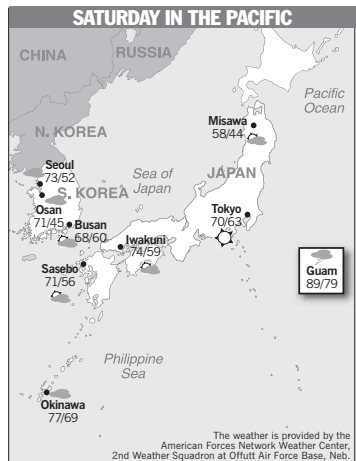 SATURDAY IN THE PACIFIC
CHINA
RUSSIA
Pacific
Ocean
Misawa
58/44
N. KOREA
Seoul
73/52
Sea of
Japan
JAPAN
S. KOREA
Osan
71/45
Busan
68/60
Tokyo
70/63
Iwakuni
74/59
Sasebo
71/56
Guam
89/79
Philippine
Sea
Okinawa
77/69
The weather is provided by the
American Forces Network Weather Center,
2nd Weather Squadron at Offutt Air Force Base, Neb.